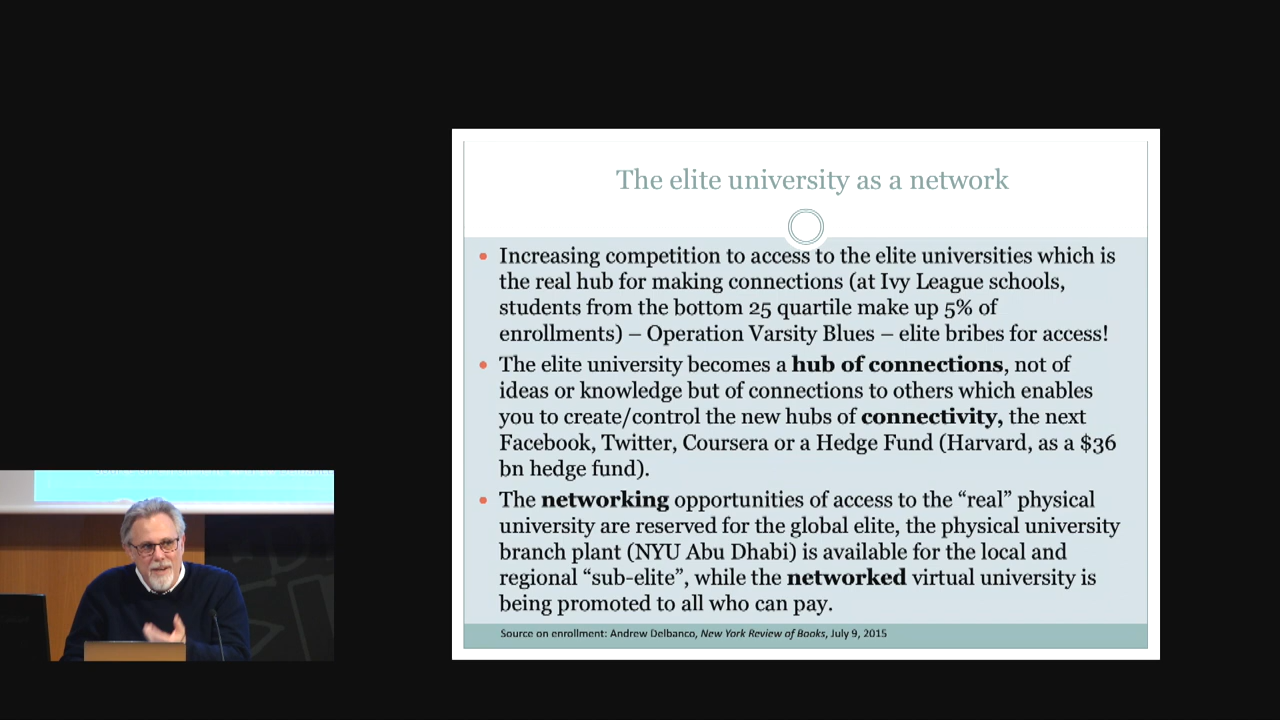 The elite university as a network
• Increasing competition to access to the elite universities which is
the real hub for making connections (at Ivy League schools,
students from the bottom 25 quartile make up 5% of
enrollments) – Operation Varsity Blues – elite bribes for access!
• The elite university becomes a hub of connections, not of
ideas or knowledge but of connections to others which enables
you to create/control the new hubs of connectivity, the next
Facebook, Twitter, Coursera or a Hedge Fund (Harvard, as a $36
bn hedge fund).
• The networking opportunities of access to the “real” physical
university are reserved for the global elite, the physical university
branch plant (NYU Abu Dhabi) is available for the local and
regional “sub-elite”, while the networked virtual university is
being promoted to all who can pay.
Source on enrollment: Andrew Delbanco, New York Review of Books, July 9, 2015